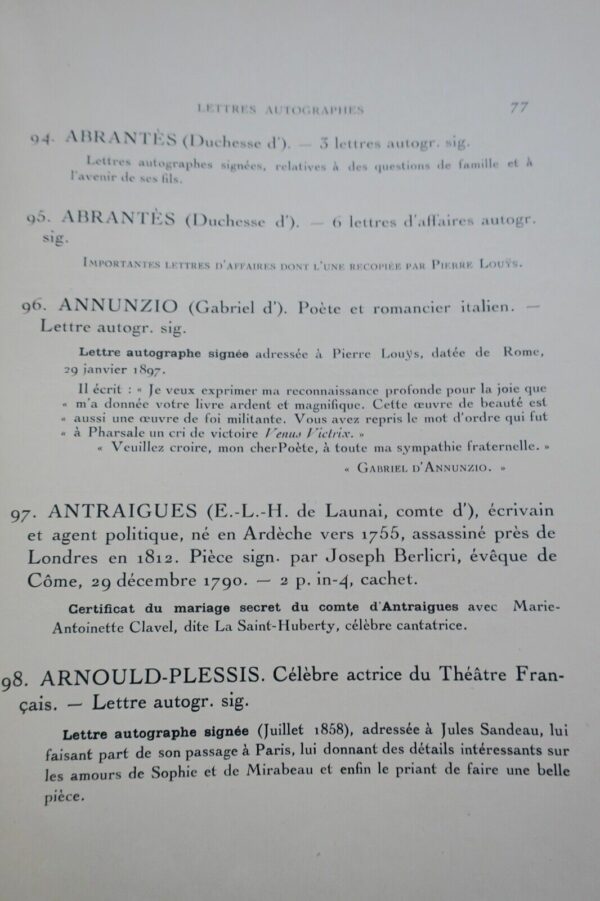 LETTRES AUTOGRAPHES 77
94. ABRANTÈS (Duchesse d'). — 3 lettres autogr. sig.
Lettres autographes signées, relatives à des questions de famille et à
l'avenir de ses fils.
95. ABRANTÈS (Duchesse d'). — 6 lettres d'affaires autogr.
sig.
IMPORTANTES LETTRES D'AFFAIRES DONT L'UNE RECOPIÉE PAR PIERRE LOUŸS.
96. ANNUNZIO (Gabriel d'). Poète et romancier italien. —
Lettre autogr. sig.
Lettre autographe signée adressée à Pierre Louÿs, datée de Rome,
29 janvier 1897.
Il écrit : « Je veux exprimer ma reconnaissance profonde pour la joie que
« m'a donnée votre livre ardent et magnifique. Cette œuvre de beauté est
« aussi une œuvre de foi militante. Vous avez repris le mot d'ordre qui fut
« à Pharsale un cri de victoire Venus Victrix. »
« Veuillez croire, mon cherPoète, à toute ma sympathie fraternelle. »
« GABRIEL D'ANNUNZIO. »
97. ANTRAIGUES (E.-L.-H. de Launai, comte d'), écrivain
et agent politique, né en Ardèche vers 1755, assassiné près de
Londres en 1812. Pièce sign. par Joseph Berlicri, évêque de
Côme, 29 décembre 1790. — 2 p. in-4, cachet.
Certificat du mariage secret du comte d'Antraigues avec Marie-
Antoinette Clavel, dite La Saint-Huberty, célèbre cantatrice.
98. ARNOULD-PLESSIS. Célèbre actrice du Théâtre Fran-
çais. — Lettre autogr. sig.
Lettre autographe signée (Juillet 1858), adressée à Jules Sandeau, lui
faisant part de son passage à Paris, lui donnant des détails intéressants sur
les amours de Sophie et de Mirabeau et enfin le priant de faire une belle
pièce.